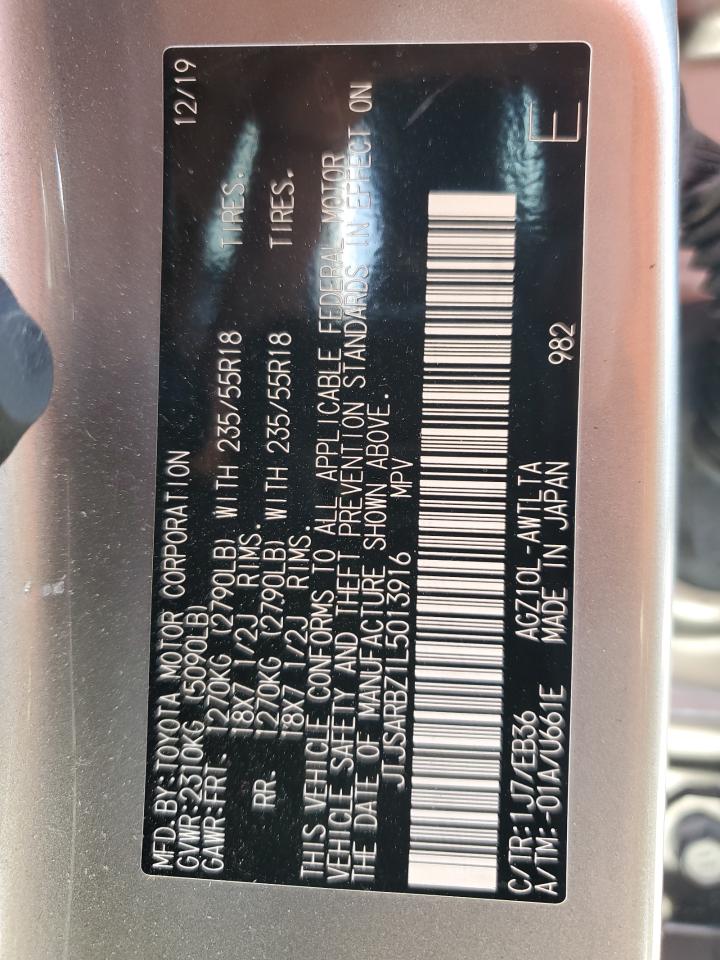 MFD. BY: TOYOTA MOTOR CORPORATION 12/19
GVWR: 2310KG (5090LB)
GAWR: FRT. 1270KG (2790LB) WITH 235/55R18 TIRES.
18X7 1/2J RIMS.
RR. 1270KG (2790LB) WITH 235/55R18 TIRES.
18X7 1/2J RIMS.
THIS VEHICLE CONFORMS TO ALL APPLICABLE FEDERAL MOTOR
VEHICLE SAFETY AND THEFT PREVENTION STANDARDS IN EFFECT ON
THE DATE OF MANUFACTURE SHOWN ABOVE.
JTJSARBZ1L5013916 MPV
C/TR: 1J7/EB36 AGZ10L-AWTLTA 982 E
A/TM: -01A/U661E MADE IN JAPAN